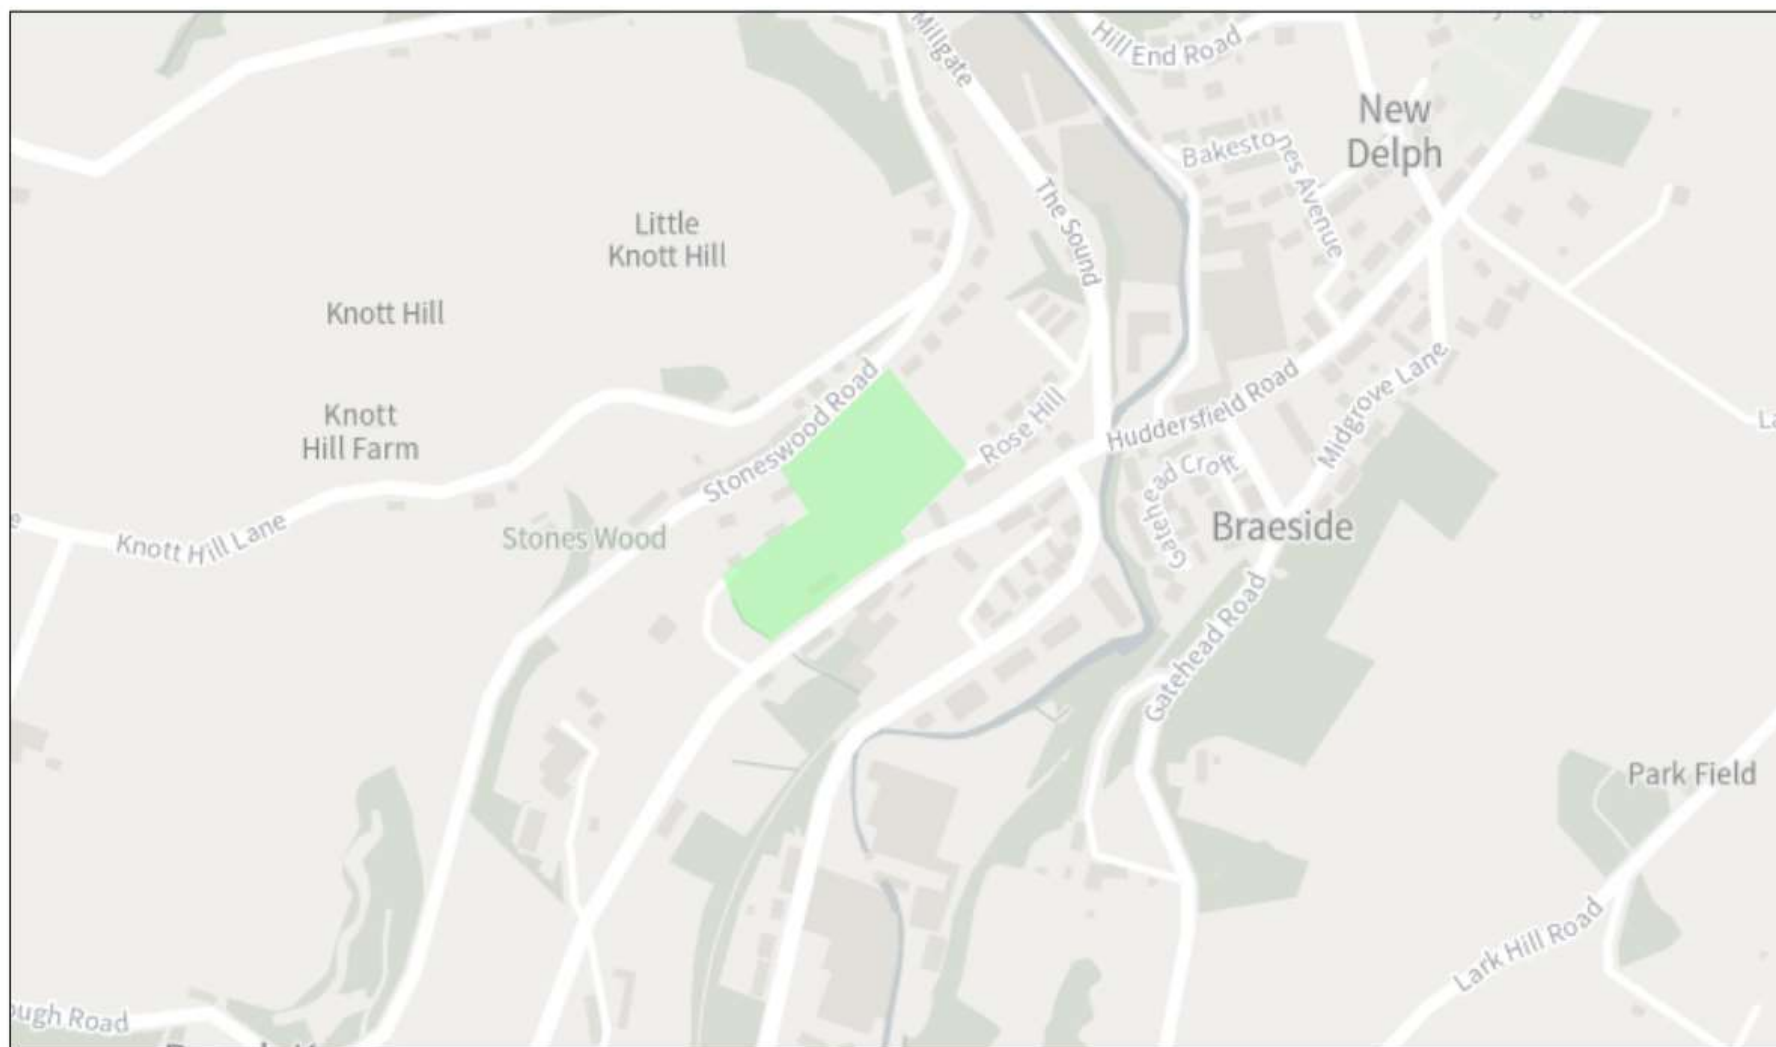 Millgate
Hill End Road
New
Delph
Bakestones Avenue
The Sound
Little
Knott Hill
Knott Hill
Knott
Hill Farm
Stoneswood Road
Rose Hill
Huddersfield Road
Midgrove Lane
Gatehead Croft
Braeside
Stones Wood
Knott Hill Lane
Gatehead Road
Park Field
Lark Hill Road
ough Road